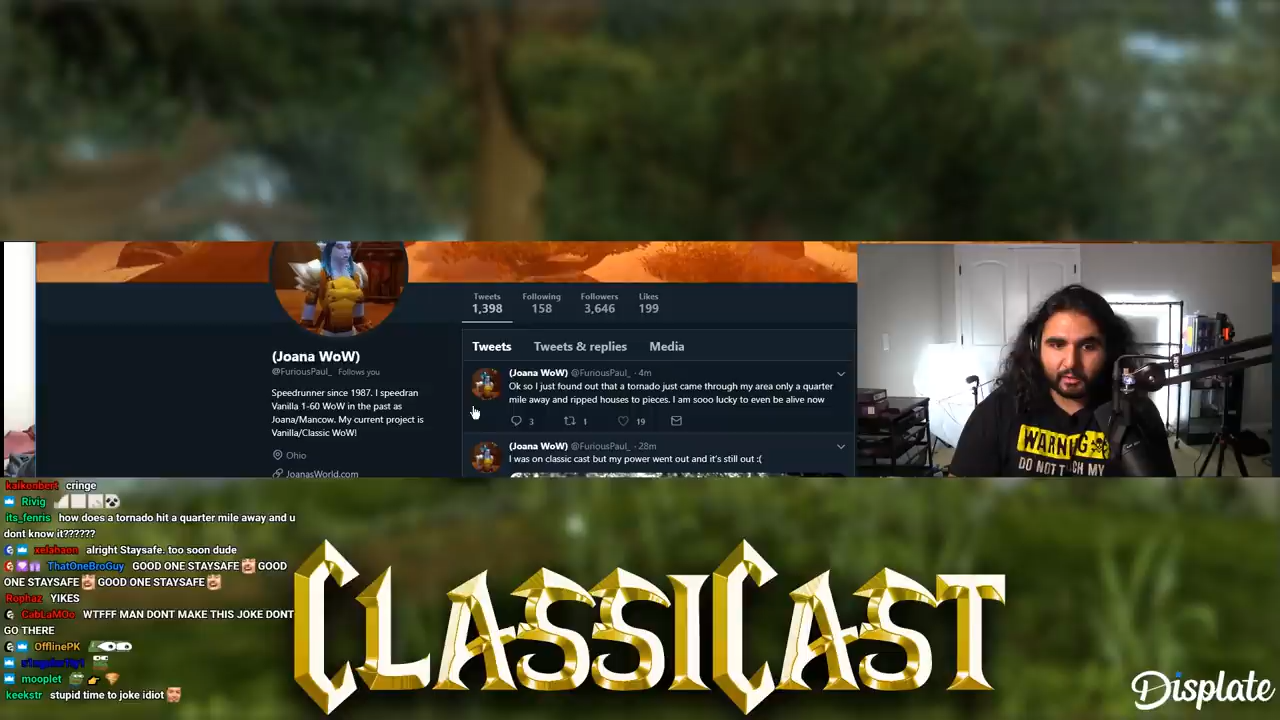 Tweets Following Followers Likes
1,398 158 3,646 199
(Joana WoW)
@FuriousPaul_ Follows you
Speedrunner since 1987. I speedran
Vanilla 1-60 WoW in the past as
Joana/Mancow. My current project is
Vanilla/Classic WoW!
Ohio
JoanasWorld.com
Tweets Tweets & replies Media
(Joana WoW) @FuriousPaul_ · 4m
Ok so I just found out that a tornado just came through my area only a quarter
mile away and ripped houses to pieces. I am sooo lucky to even be alive now
3 1 19
(Joana WoW) @FuriousPaul_ · 28m
I was on classic cast but my power went out and it's still out :(
WARNING
DO NOT TOUCH MY
kaikonbert cringe
Rivig
its_fenris how does a tornado hit a quarter mile away and u
dont know it??????
xelahaon alright Staysafe. too soon dude
ThatOneBroGuy GOOD ONE STAYSAFE GOOD
ONE STAYSAFE GOOD ONE STAYSAFE
Rophaz YIKES
CabLaMOo WTFFF MAN DONT MAKE THIS JOKE DONT
GO THERE
OfflinePK
mooplet
keekstr stupid time to joke idiot
CLASSICAST
Displate